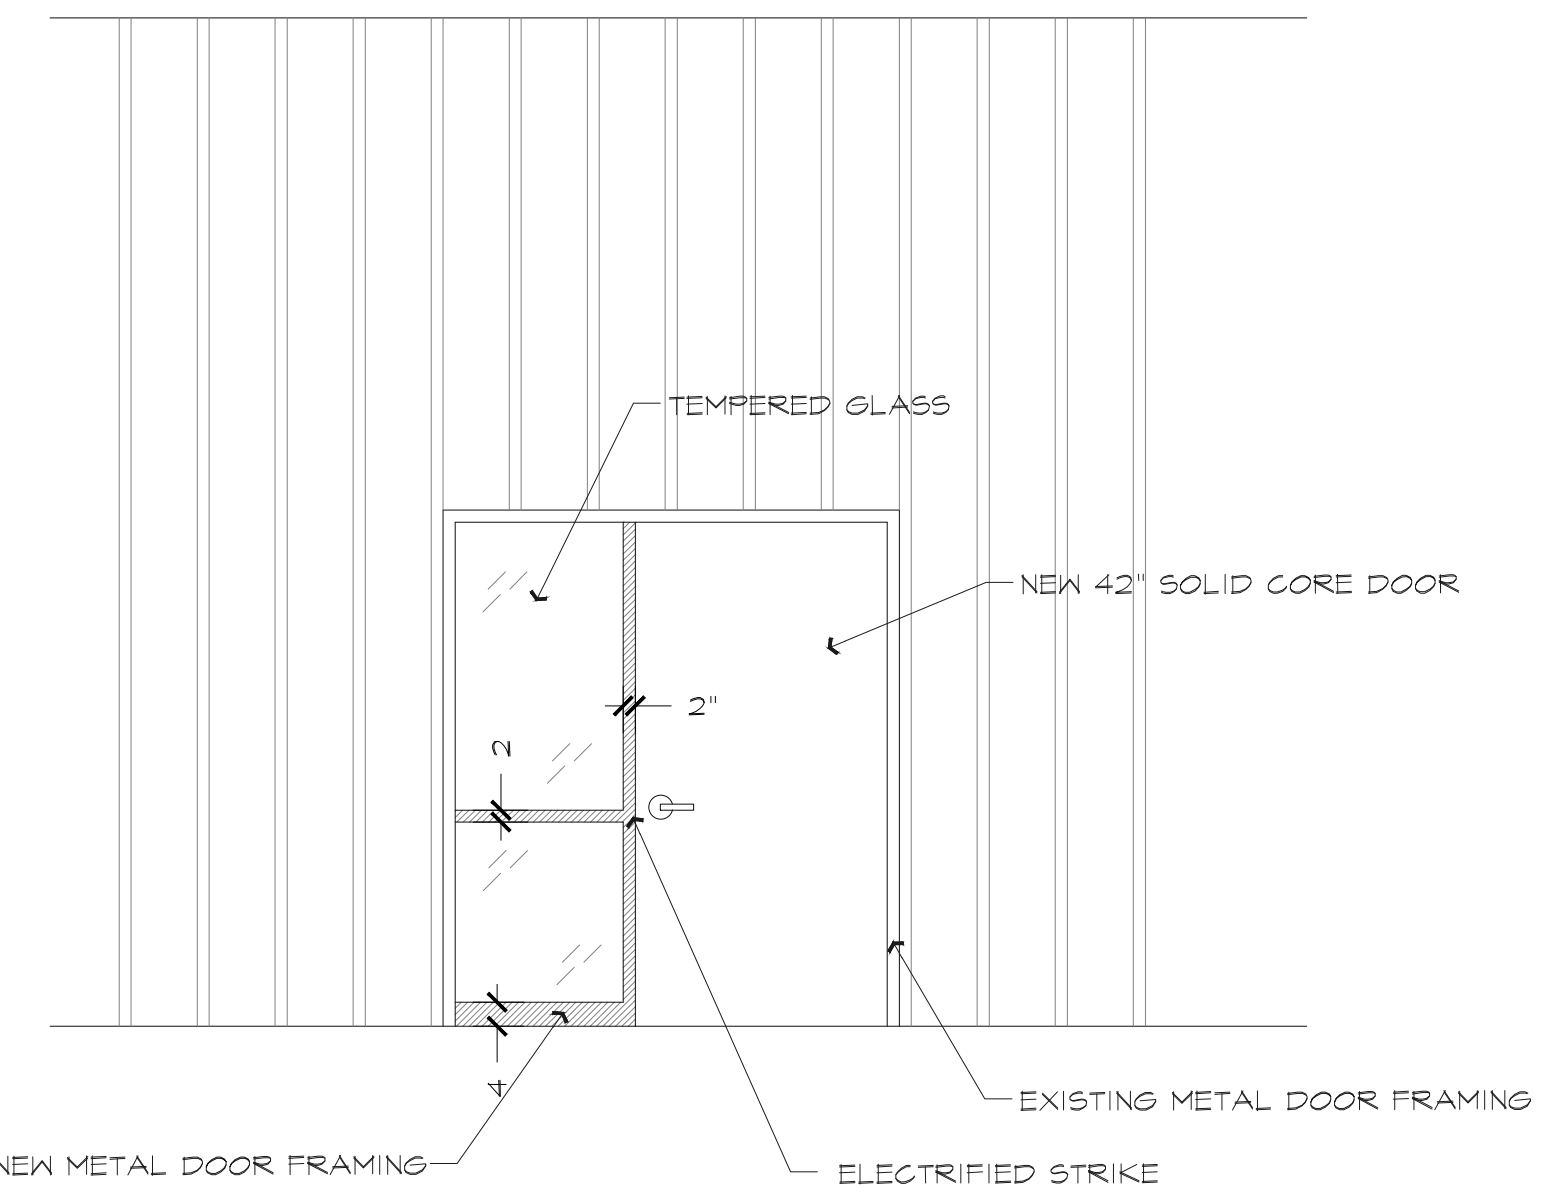 TEMPERED GLASS
NEW 42" SOLID CORE DOOR
2"
2
4
EXISTING METAL DOOR FRAMING
NEW METAL DOOR FRAMING
ELECTRIFIED STRIKE